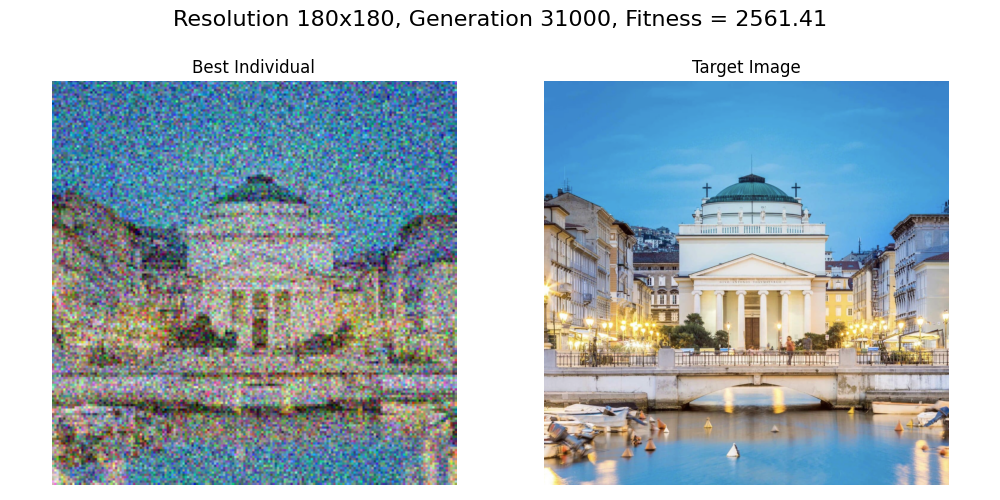 Resolution 180x180, Generation 31000, Fitness = 2561.41
Best Individual
Target Image